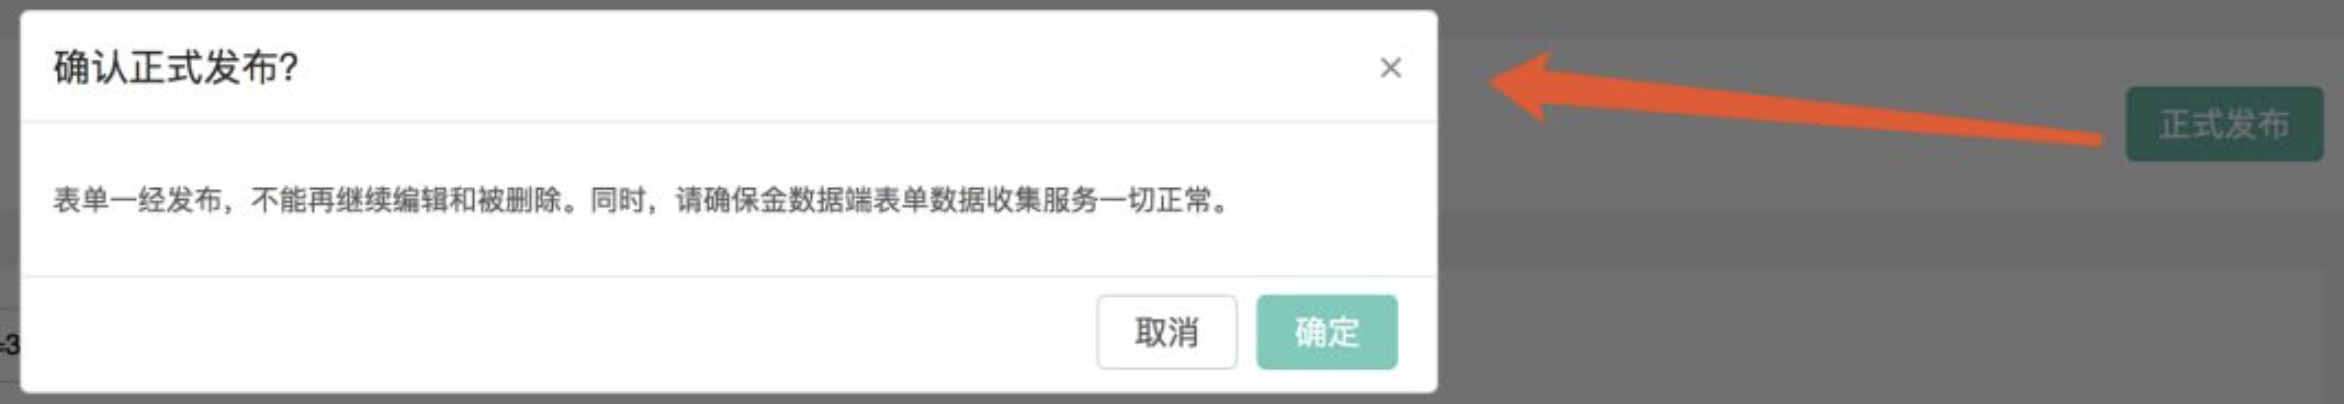 确认正式发布?
×
正式发布
表单一经发布，不能再继续编辑和被删除。同时，请确保金数据端表单数据收集服务一切正常。
=3
取消
确定